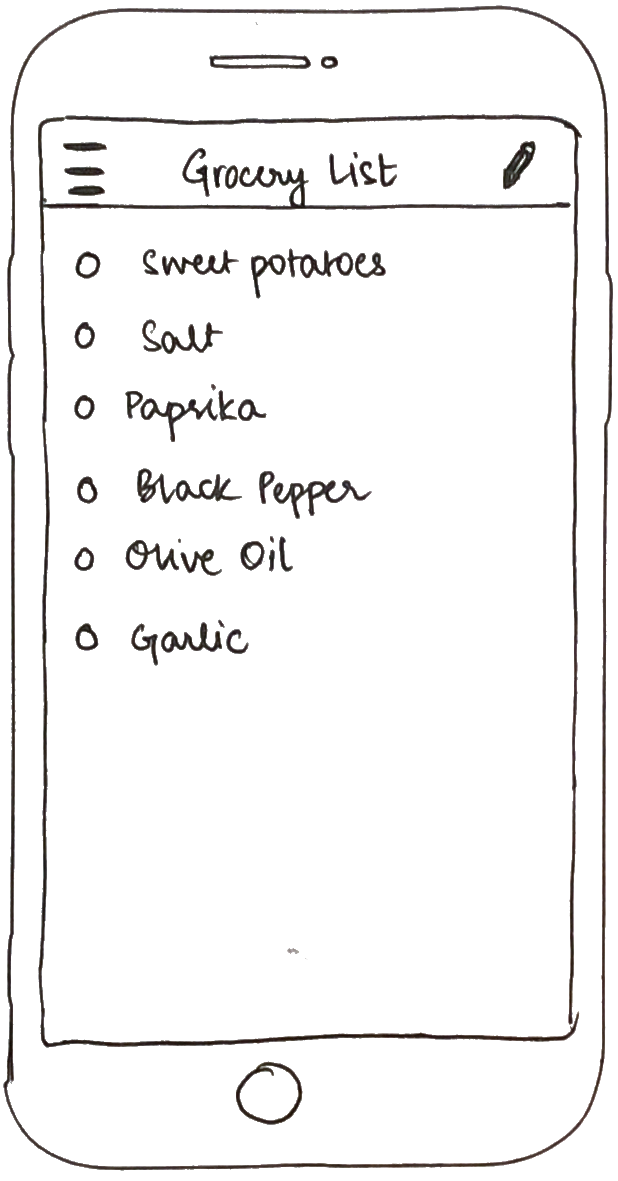 Grocery List
Sweet potatoes
Salt
Paprika
Black Pepper
Olive Oil
Garlic